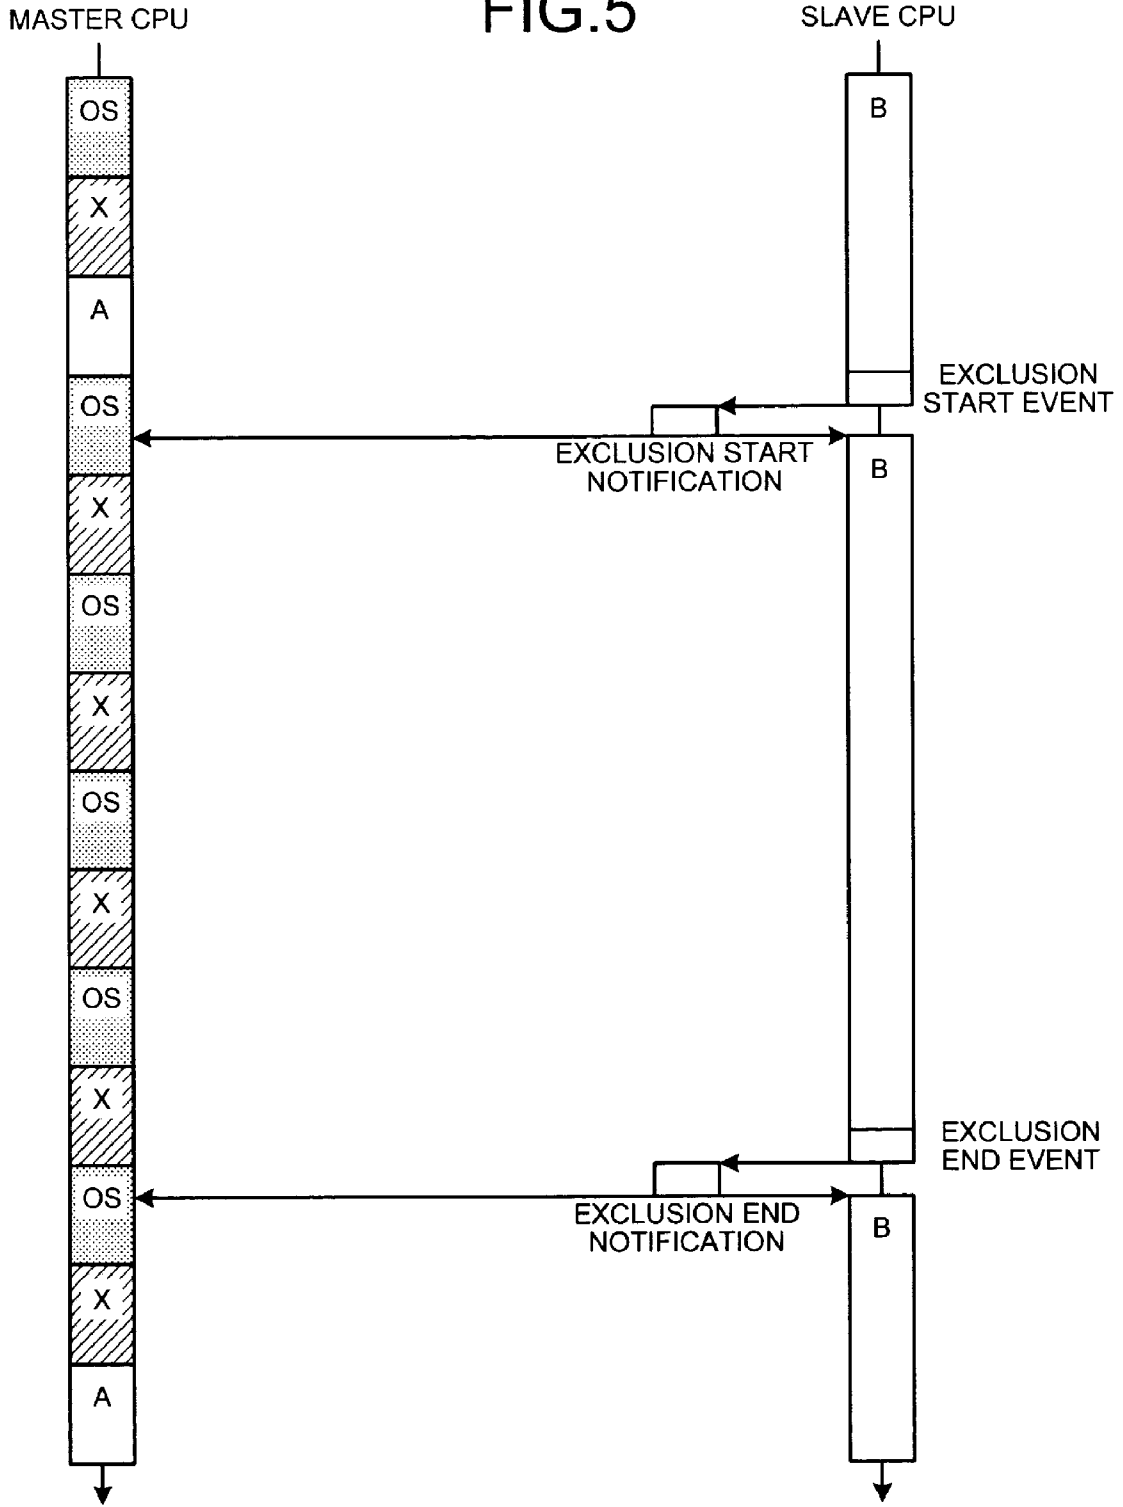 FIG.5
MASTER CPU
SLAVE CPU
OS
B
X
A
OS
EXCLUSION
START EVENT
EXCLUSION START
NOTIFICATION
B
X
OS
X
OS
X
OS
X
EXCLUSION
END EVENT
OS
EXCLUSION END
NOTIFICATION
B
X
A